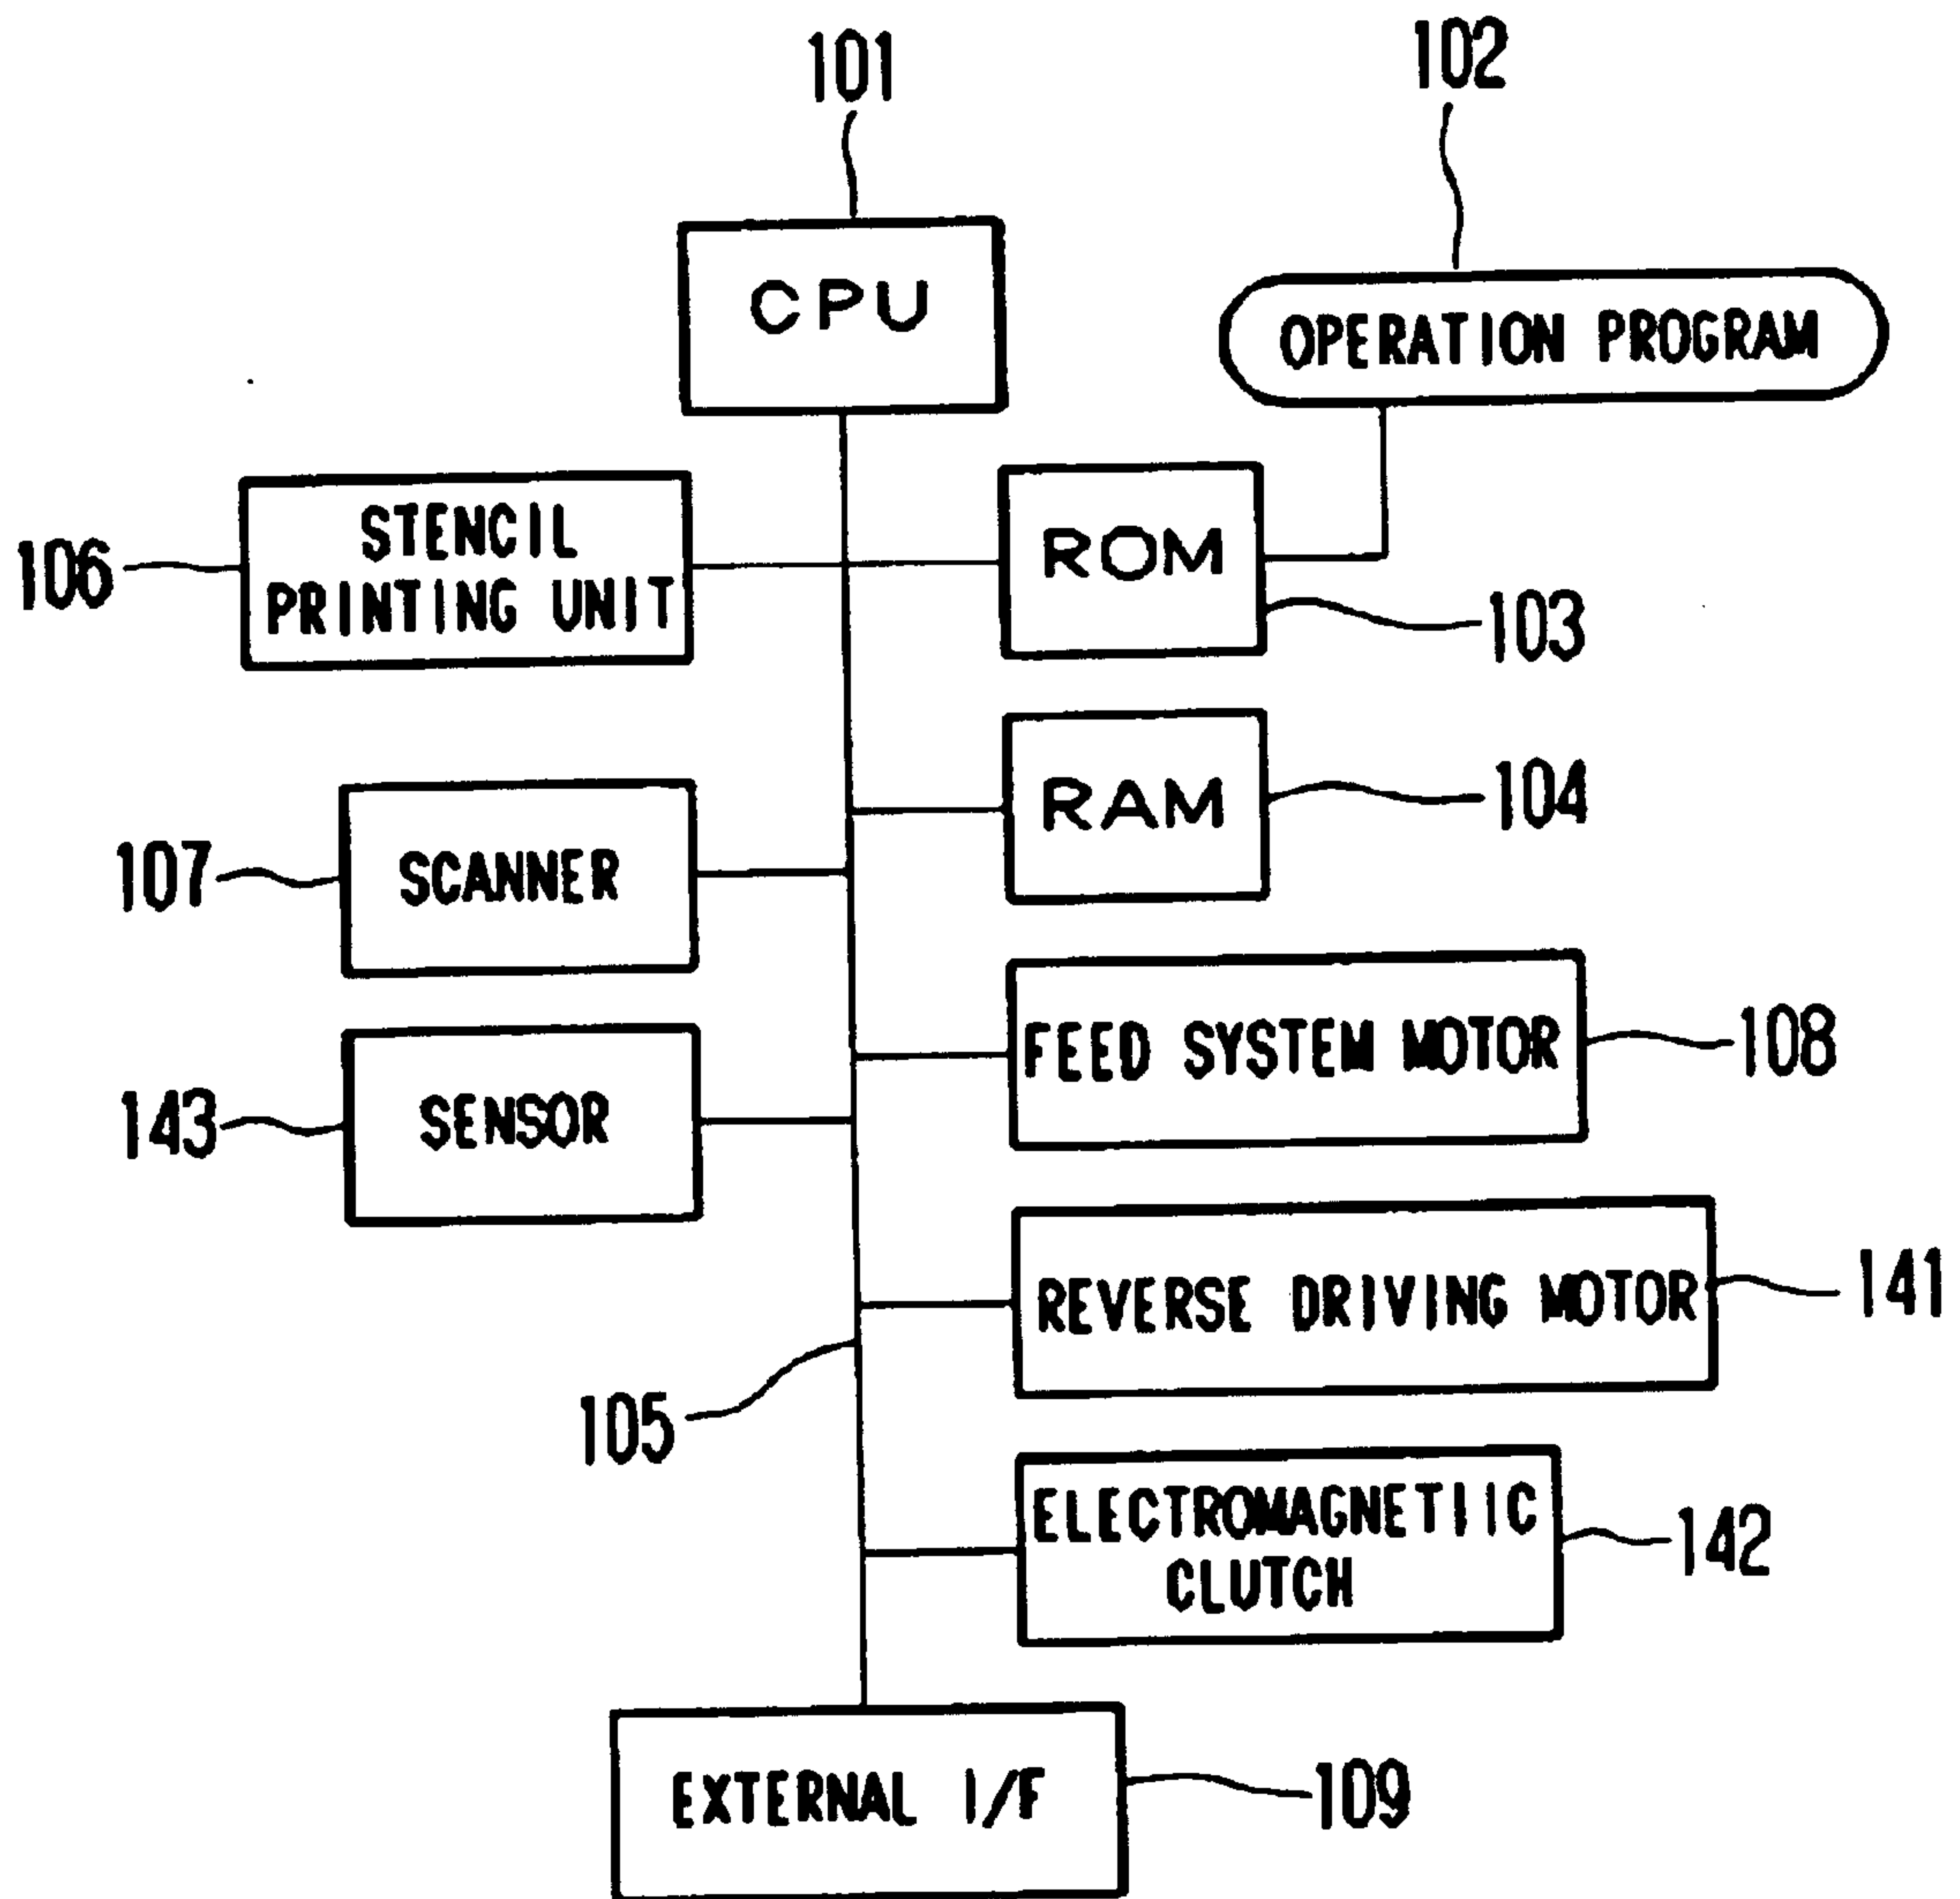 101
102
CPU
OPERATION PROGRAM
STENCIL
PRINTING UNIT
106
ROM
103
RAM
104
107
SCANNER
FEED SYSTEM MOTOR
108
143
SENSOR
REVERSE DRIVING MOTOR
141
105
ELECTROMAGNETIIC
CLUTCH
142
EXTERNAL I/F
109